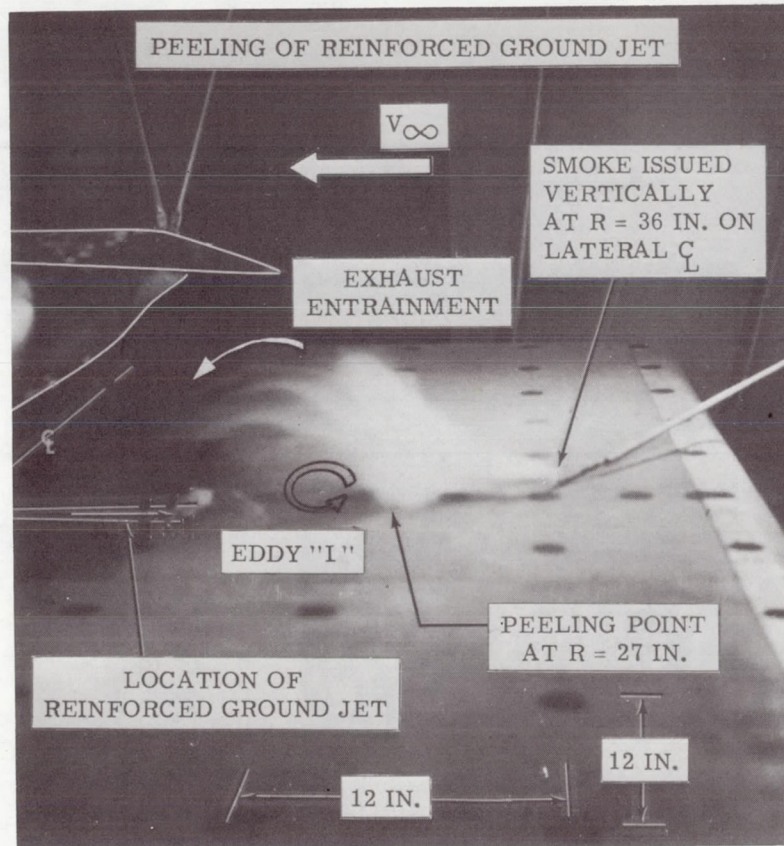 PEELING OF REINFORCED GROUND JET
V∞
SMOKE ISSUED
VERTICALLY
AT R = 36 IN. ON
LATERAL ℄
EXHAUST
ENTRAINMENT
℄
EDDY "I"
PEELING POINT
AT R = 27 IN.
LOCATION OF
REINFORCED GROUND JET
12 IN.
12 IN.